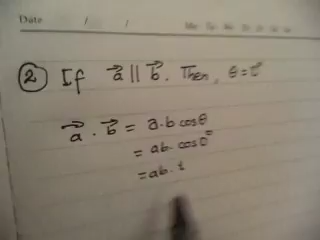 Date / /
② If a⃗ || b⃗. Then, θ = 0°
a⃗ . b⃗ = a.b cosθ
= ab. cos0°
= ab. 1